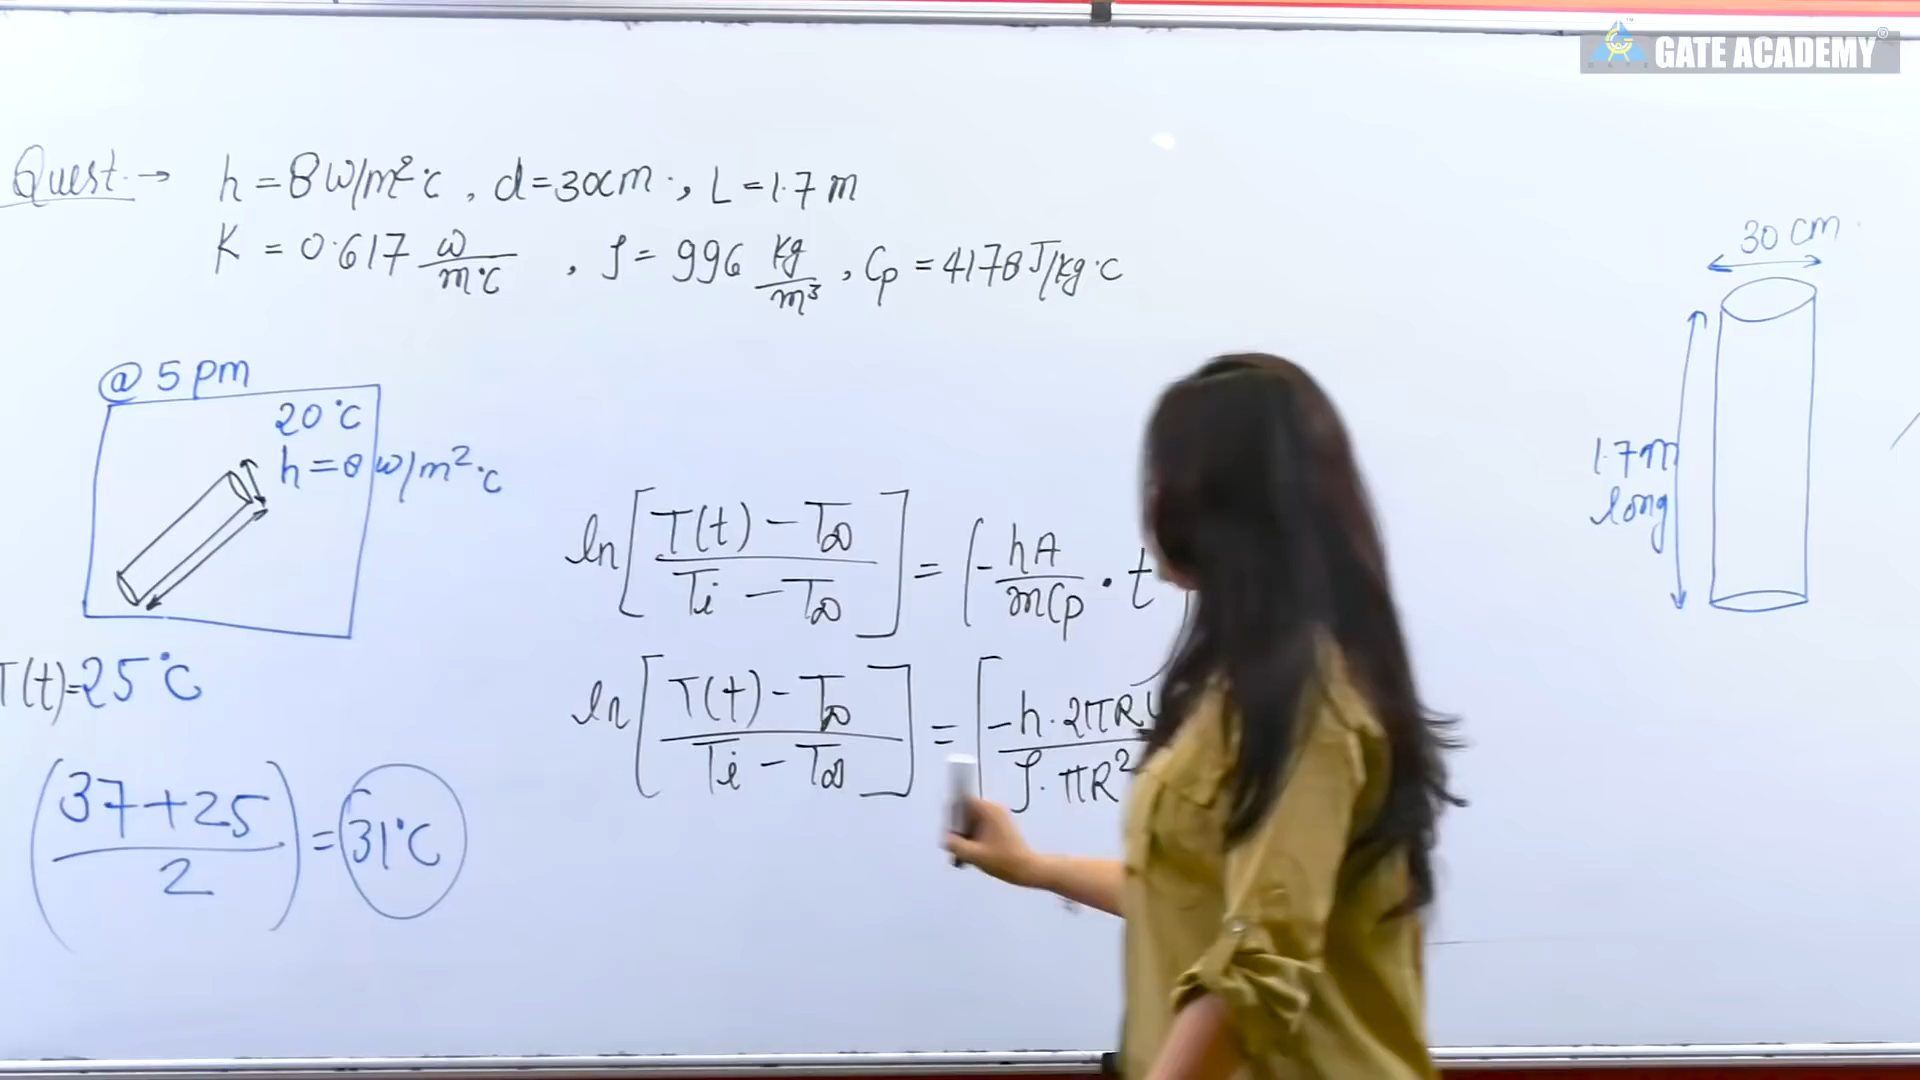 GATE ACADEMY
Quest. → h = 8 W/m²°C, d = 30cm, L = 1.7 m
K = 0.617 w/m°C, ρ = 996 kg/m³, Cp = 4178 J/kg°C
@ 5 pm
20°C
h = 8 w/m²°C
T(t)=25°C
(37+25)/2 = 31°C
ln[(T(t) - T∞)/(Ti - T∞)] = (-hA/mCp · t
ln[(T(t) - T∞)/(Ti - T∞)] = [-h · 2πRL/ρ · πR²
30 cm
1.7m
long